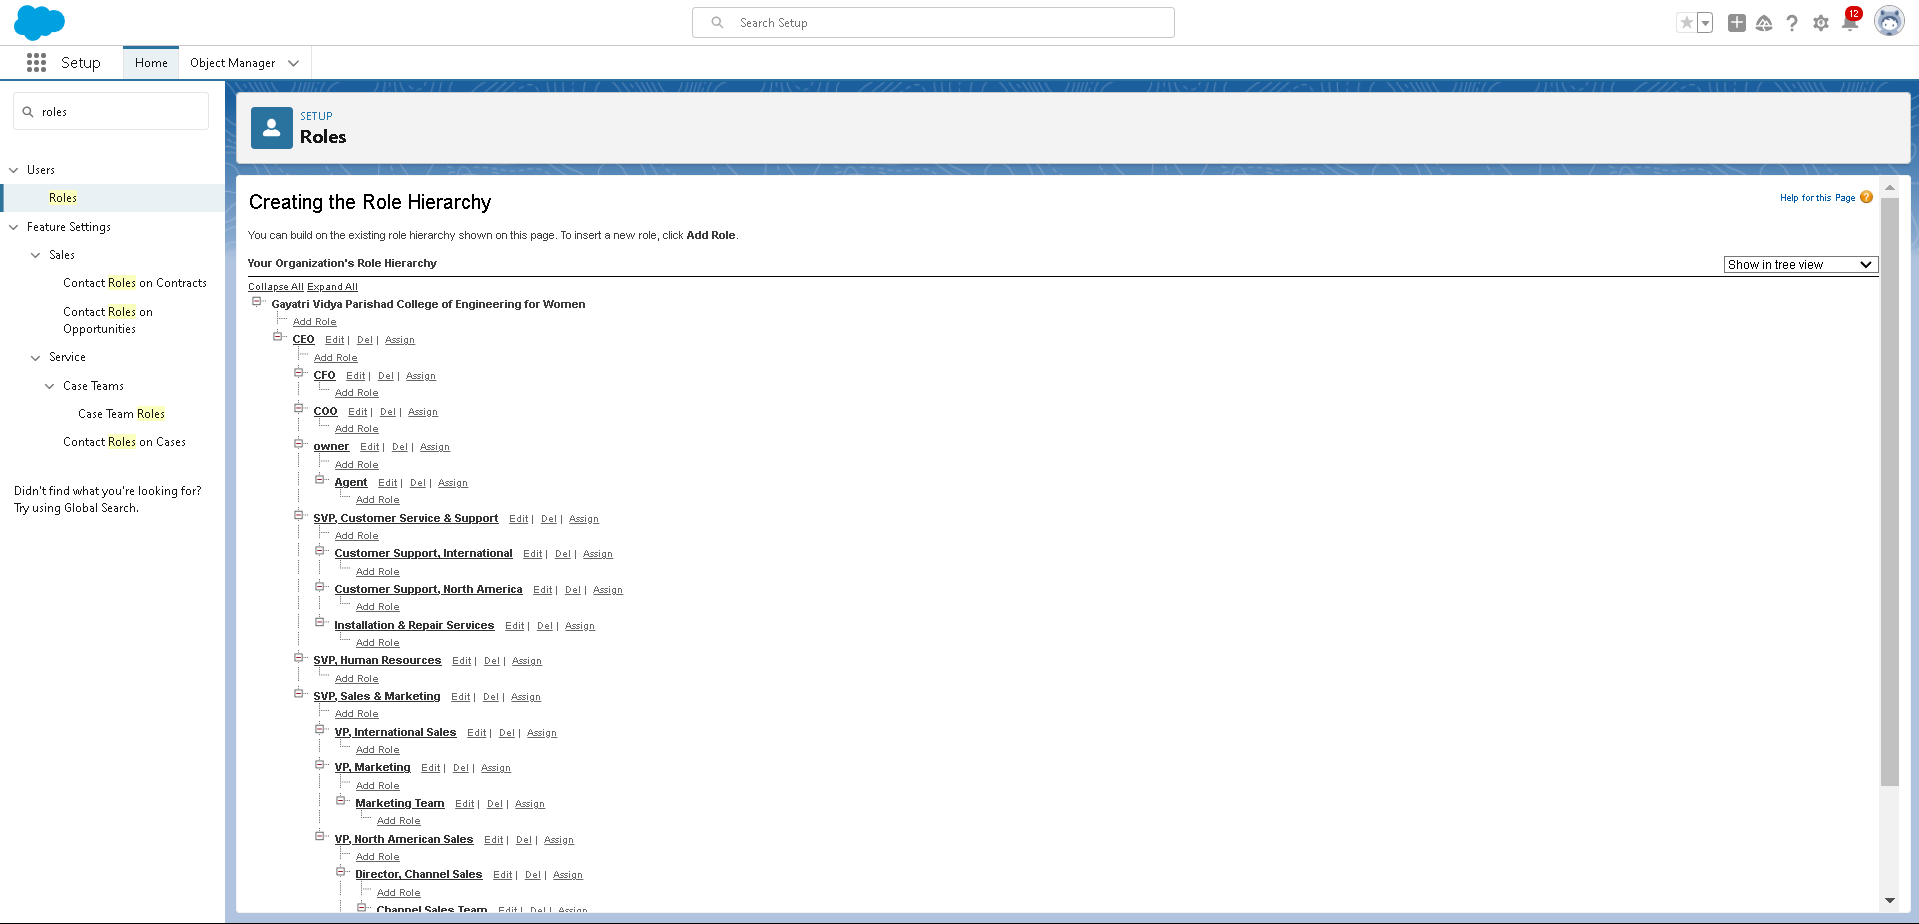 Search Setup
12
Setup
Home
Object Manager
roles
Users
Roles
Feature Settings
Sales
Contact Roles on Contracts
Contact Roles on
Opportunities
Service
Case Teams
Case Team Roles
Contact Roles on Cases
Didn't find what you're looking for?
Try using Global Search.
SETUP
Roles
Creating the Role Hierarchy
Help for this Page ?
You can build on the existing role hierarchy shown on this page. To insert a new role, click Add Role.
Your Organization's Role Hierarchy
Show in tree view
Collapse All Expand All
Gayatri Vidya Parishad College of Engineering for Women
Add Role
CEO Edit | Del | Assign
Add Role
CFO Edit | Del | Assign
Add Role
COO Edit | Del | Assign
Add Role
owner Edit | Del | Assign
Add Role
Agent Edit | Del | Assign
Add Role
SVP, Customer Service & Support Edit | Del | Assign
Add Role
Customer Support, International Edit | Del | Assign
Add Role
Customer Support, North America Edit | Del | Assign
Add Role
Installation & Repair Services Edit | Del | Assign
Add Role
SVP, Human Resources Edit | Del | Assign
Add Role
SVP, Sales & Marketing Edit | Del | Assign
Add Role
VP, International Sales Edit | Del | Assign
Add Role
VP, Marketing Edit | Del | Assign
Add Role
Marketing Team Edit | Del | Assign
Add Role
VP, North American Sales Edit | Del | Assign
Add Role
Director, Channel Sales Edit | Del | Assign
Add Role
Channel Sales Team Edit | Del | Assign